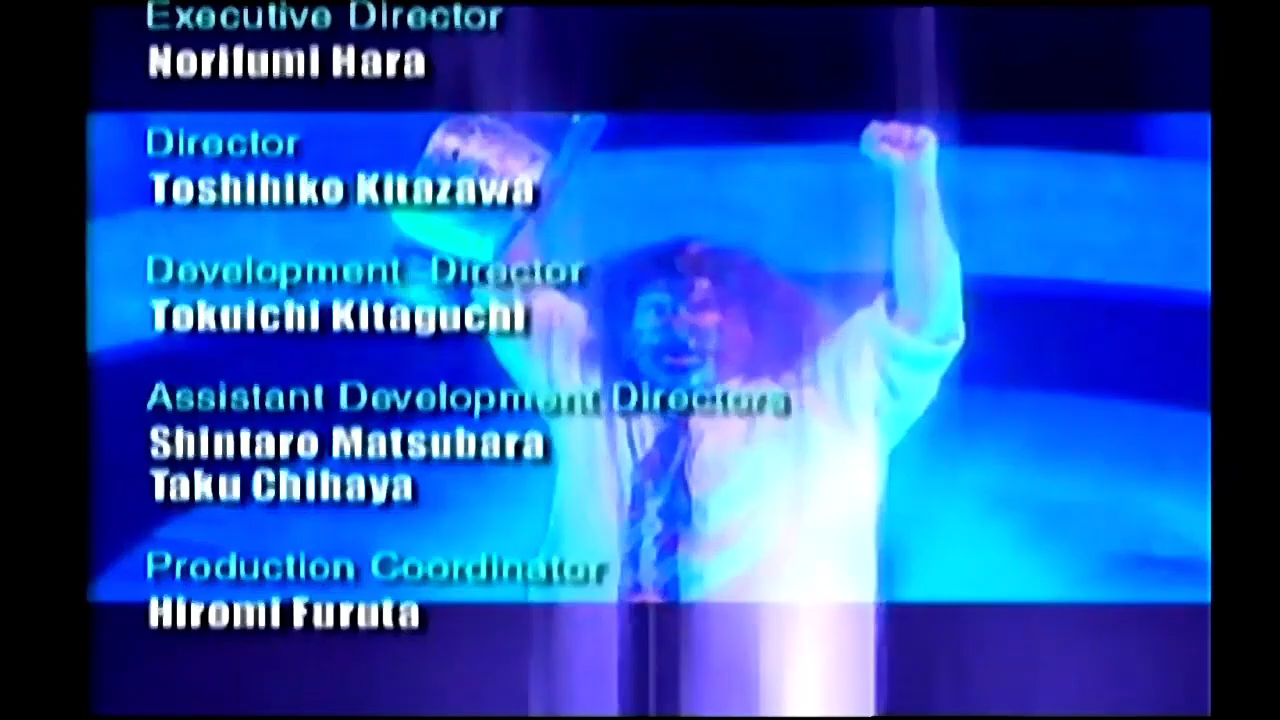 Executive Director
Norifumi Hara
Director
Toshihiko Kitazawa
Development Director
Tokuichi Kitaguchi
Assistant Development Directors
Shintaro Matsubara
Taku Chihaya
Production Coordinator
Hiromi Furuta